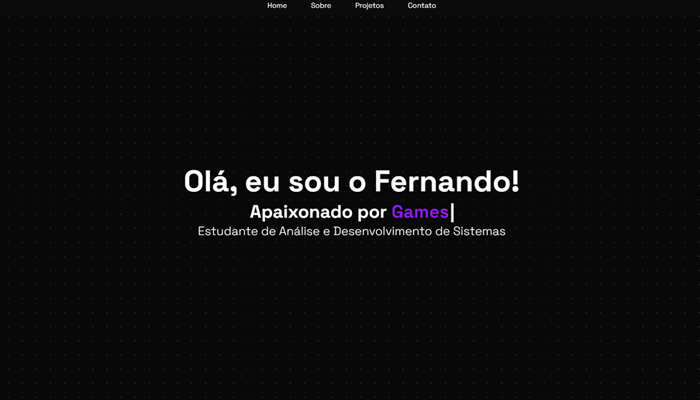 Home Sobre Projetos Contato
Olá, eu sou o Fernando!
Apaixonado por Games|
Estudante de Análise e Desenvolvimento de Sistemas